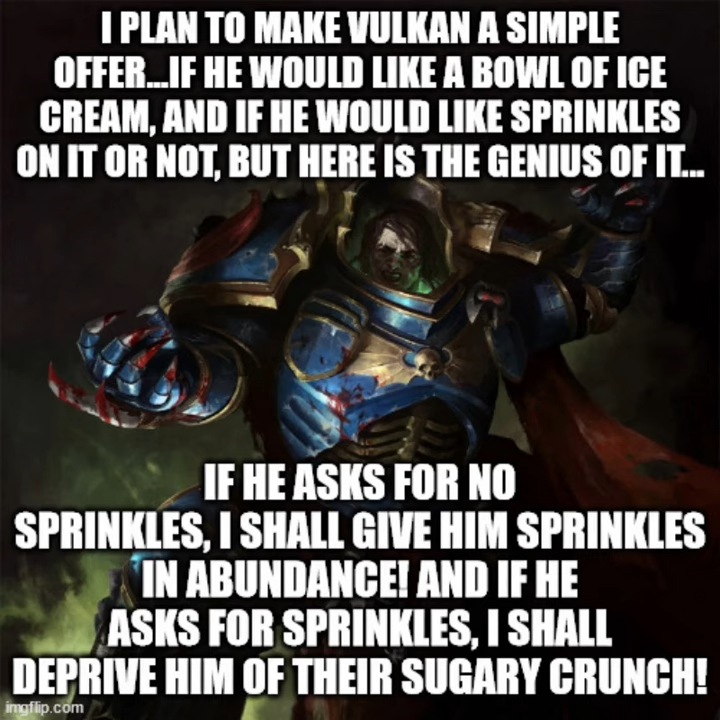 I PLAN TO MAKE VULKAN A SIMPLE
OFFER...IF HE WOULD LIKE A BOWL OF ICE
CREAM, AND IF HE WOULD LIKE SPRINKLES
ON IT OR NOT, BUT HERE IS THE GENIUS OF IT...
IF HE ASKS FOR NO
SPRINKLES, I SHALL GIVE HIM SPRINKLES
IN ABUNDANCE! AND IF HE
ASKS FOR SPRINKLES, I SHALL
DEPRIVE HIM OF THEIR SUGARY CRUNCH!
imgflip.com